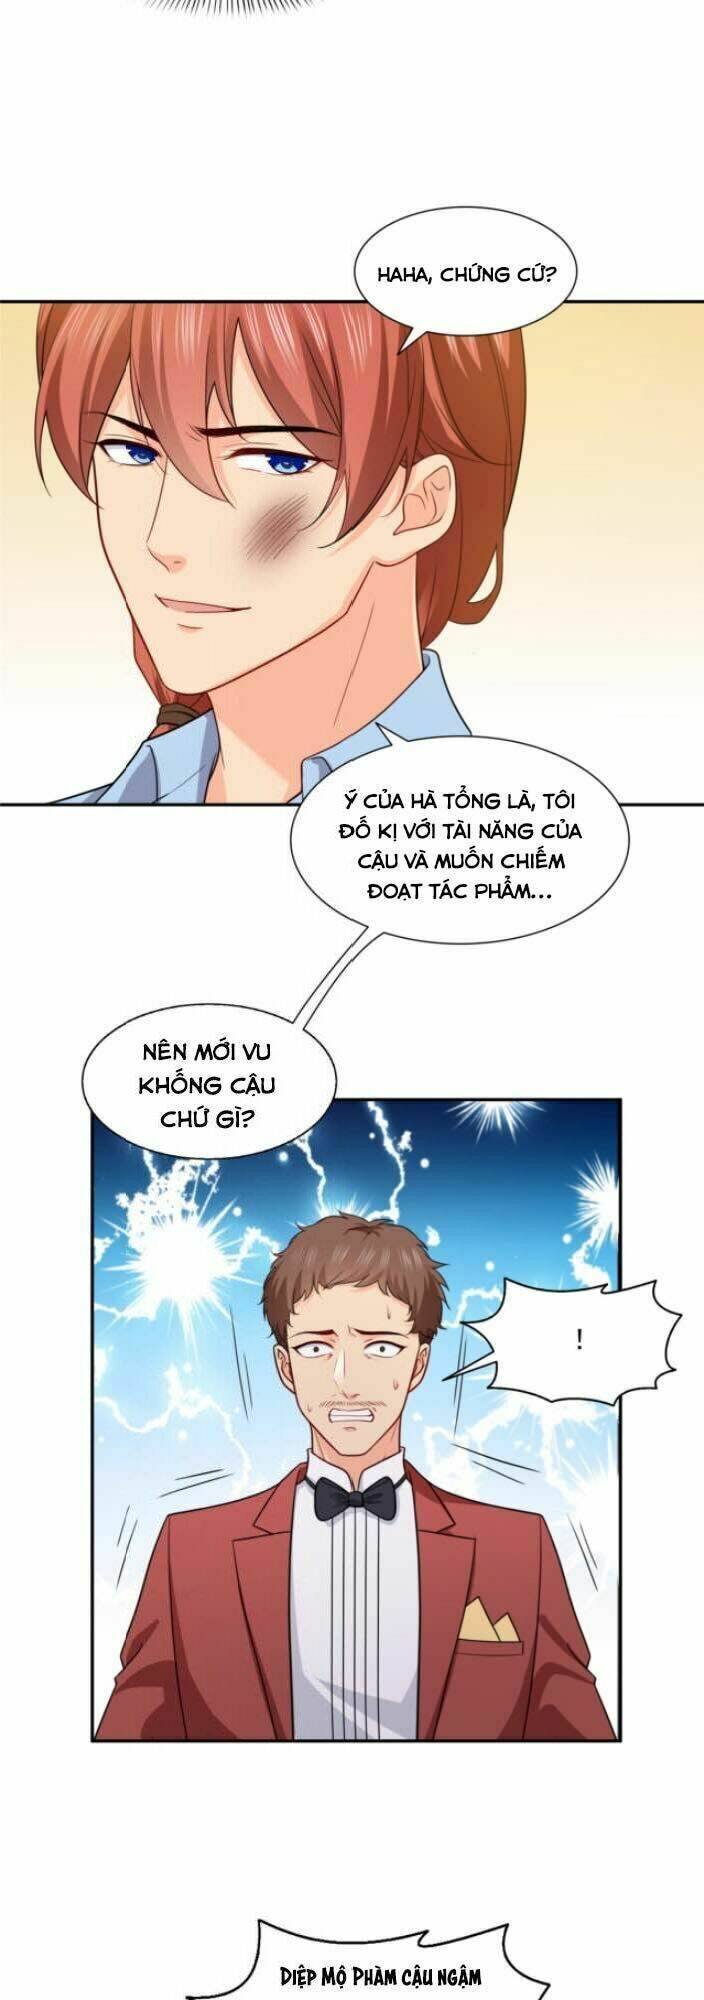 HAHA, CHỨNG CỨ?
Ý CỦA HÀ TỔNG LÀ, TÔI
ĐỐ KỊ VỚI TÀI NĂNG CỦA
CẬU VÀ MUỐN CHIẾM
ĐOẠT TÁC PHẨM...
NÊN MỚI VU
KHỐNG CẬU
CHỨ GÌ?
!
DIỆP MỘ PHÀM CẬU NGẬM